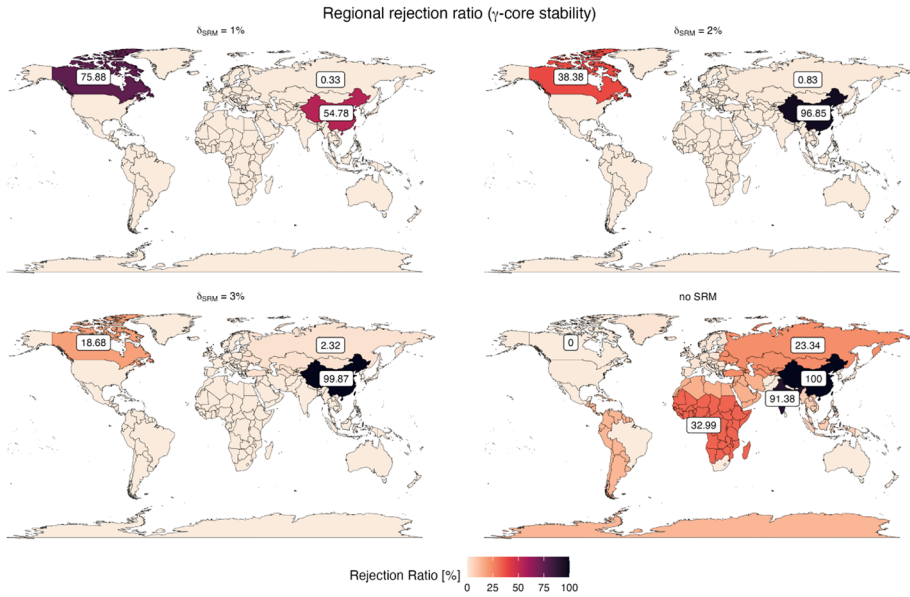 Regional rejection ratio (γ-core stability)
δSRM = 1%
δSRM = 2%
75.88
0.33
54.78
38.38
0.83
96.85
δSRM = 3%
no SRM
18.68
2.32
99.87
0
23.34
100
91.38
32.99
Rejection Ratio [%]
0 25 50 75 100